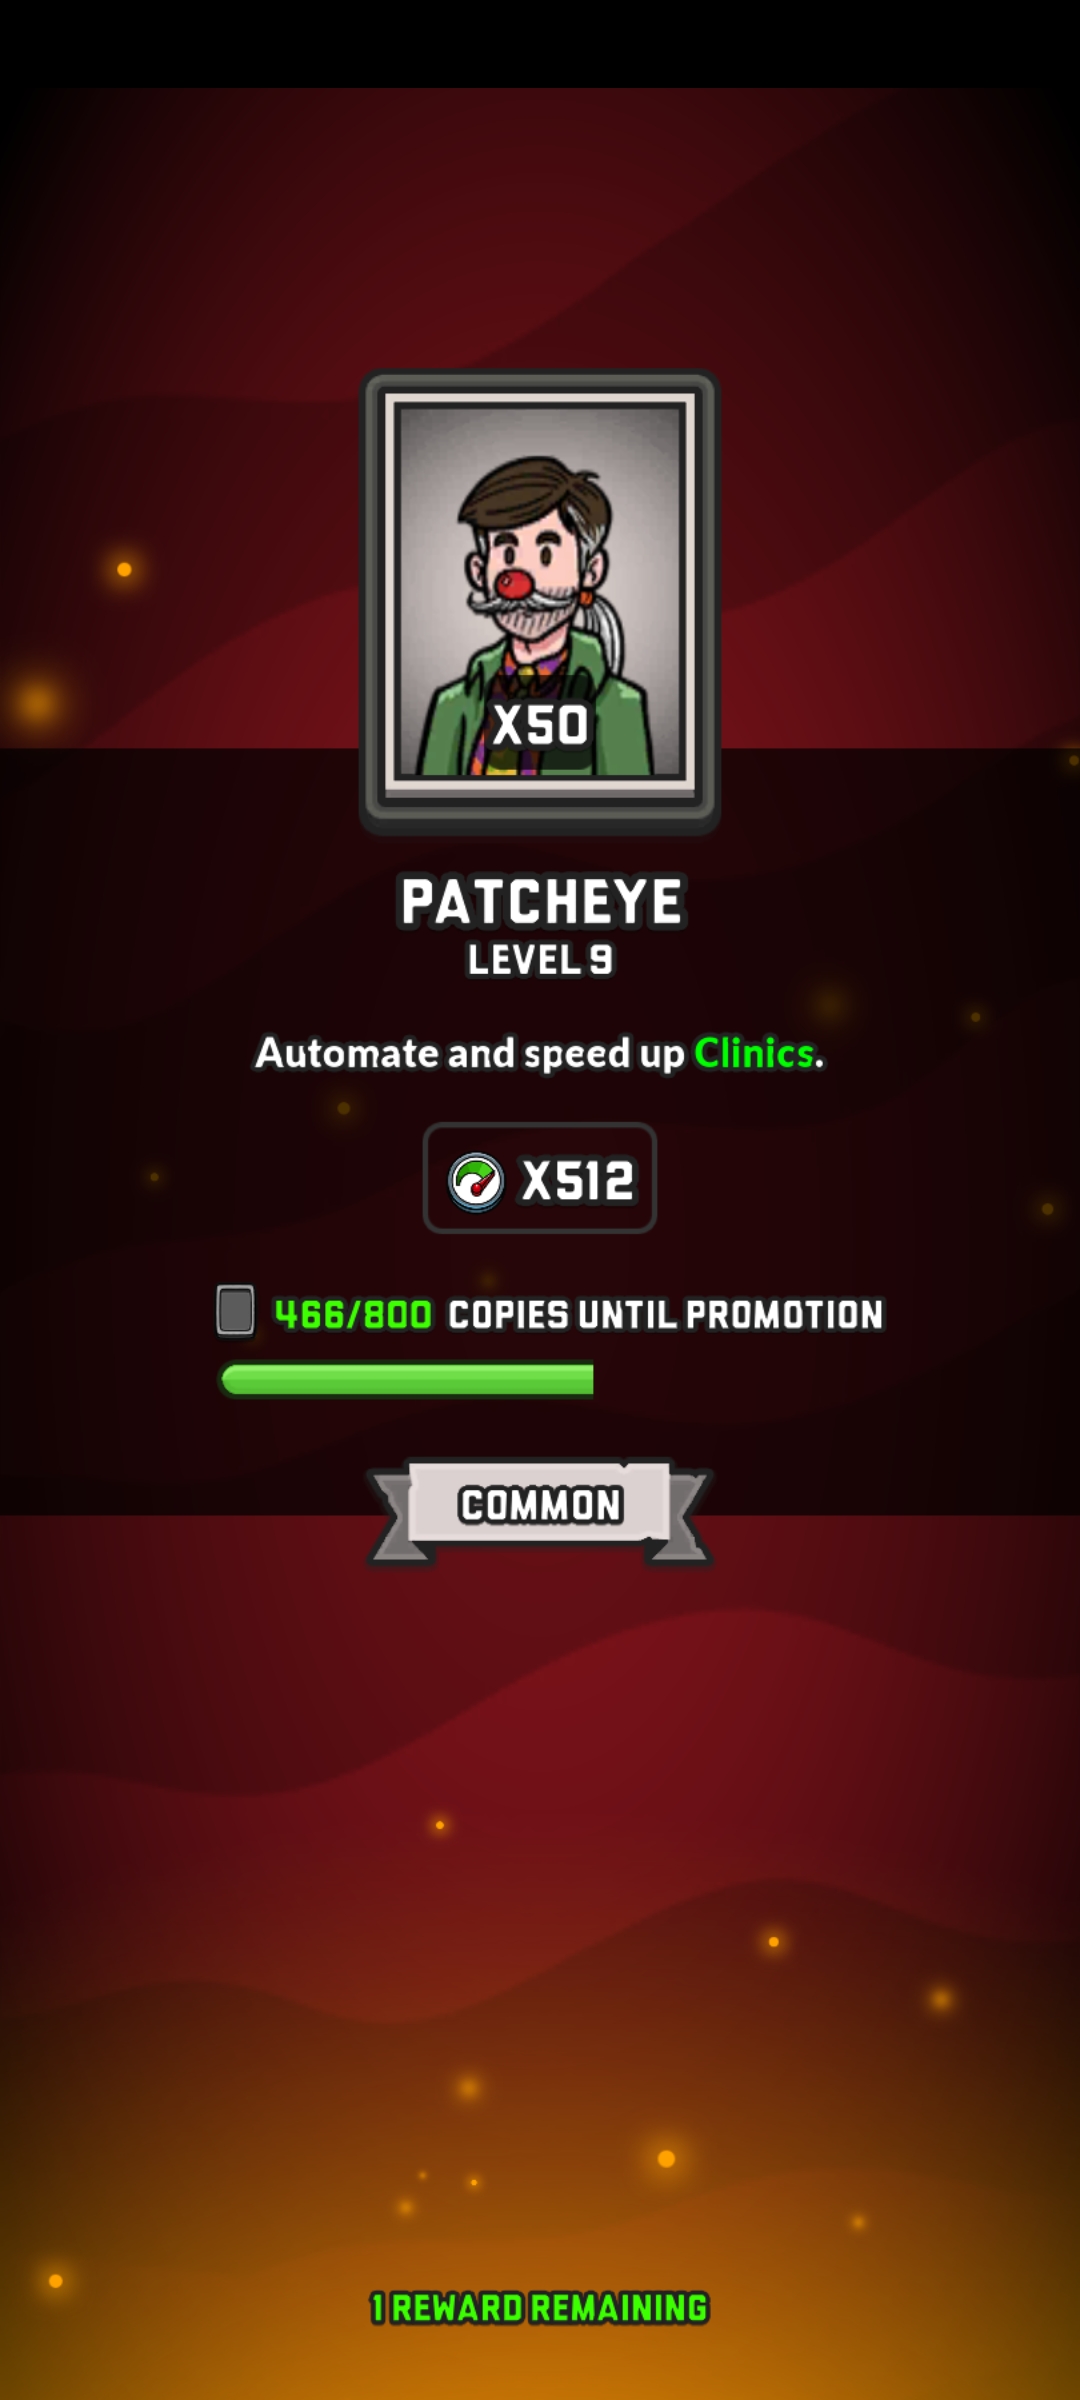 X50
PATCHEYE
LEVEL 9
Automate and speed up Clinics.
X512
466/800 COPIES UNTIL PROMOTION
COMMON
1 REWARD REMAINING